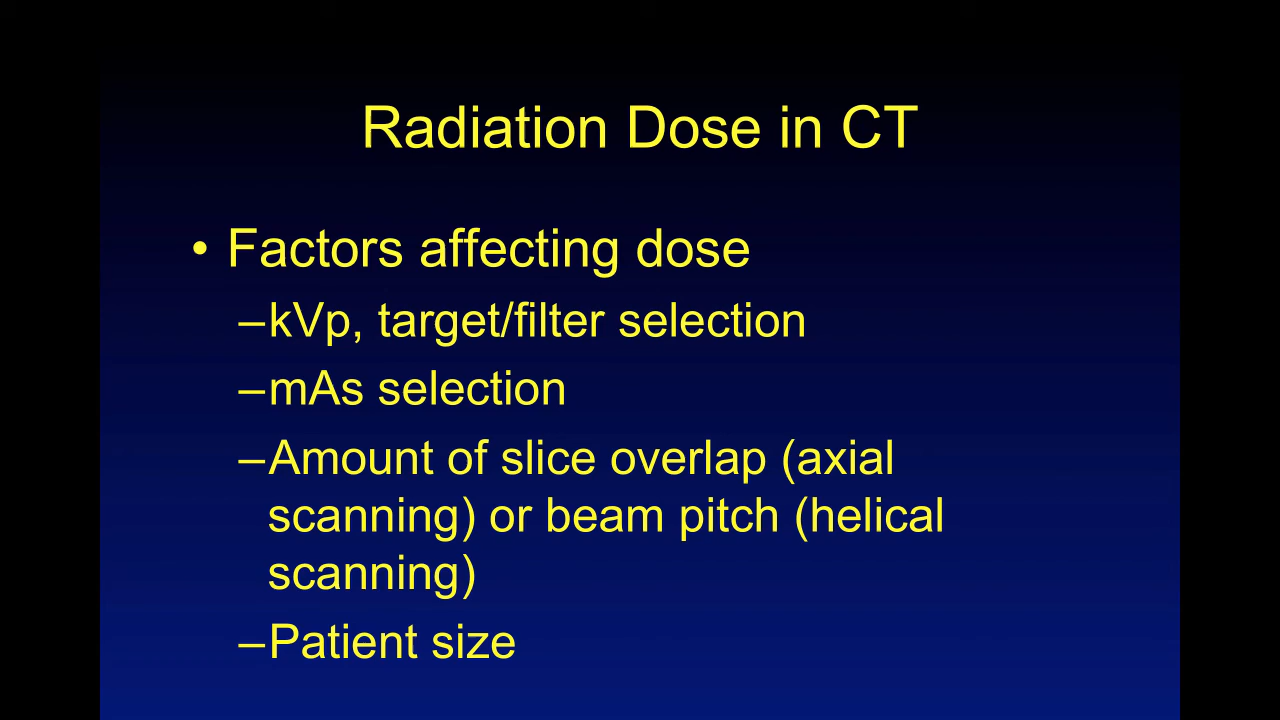 Radiation Dose in CT
• Factors affecting dose
–kVp, target/filter selection
–mAs selection
–Amount of slice overlap (axial
scanning) or beam pitch (helical
scanning)
–Patient size